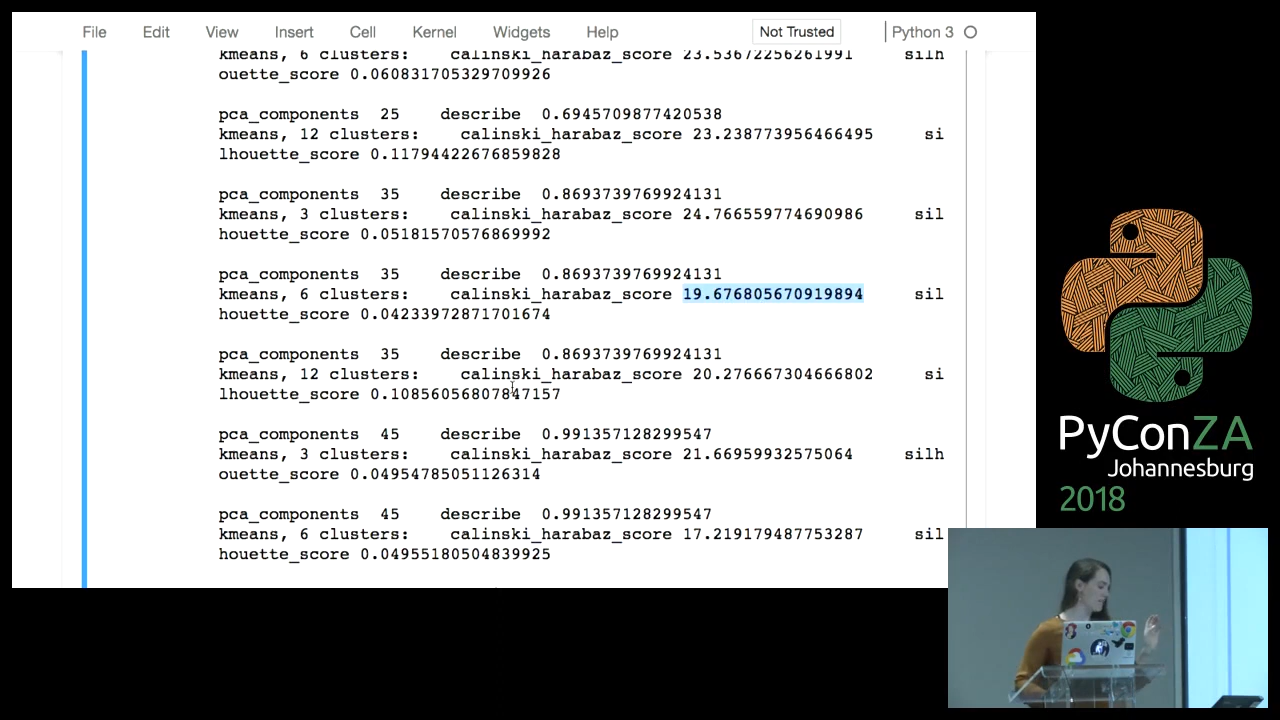 File Edit View Insert Cell Kernel Widgets Help Not Trusted Python 3
kmeans, 6 clusters: calinski_harabaz_score 23.53672256261991 silh
ouette_score 0.060831705329709926
pca_components 25 describe 0.6945709877420538
kmeans, 12 clusters: calinski_harabaz_score 23.238773956466495 si
lhouette_score 0.11794422676859828
pca_components 35 describe 0.8693739769924131
kmeans, 3 clusters: calinski_harabaz_score 24.766559774690986 sil
houette_score 0.05181570576869992
pca_components 35 describe 0.8693739769924131
kmeans, 6 clusters: calinski_harabaz_score 19.676805670919894 sil
houette_score 0.04233972871701674
pca_components 35 describe 0.8693739769924131
kmeans, 12 clusters: calinski_harabaz_score 20.276667304666802 si
lhouette_score 0.10856056807847157
pca_components 45 describe 0.991357128299547
kmeans, 3 clusters: calinski_harabaz_score 21.66959932575064 silh
ouette_score 0.04954785051126314
pca_components 45 describe 0.991357128299547
kmeans, 6 clusters: calinski_harabaz_score 17.219179487753287 sil
houette_score 0.04955180504839925
PyConZA
Johannesburg
2018